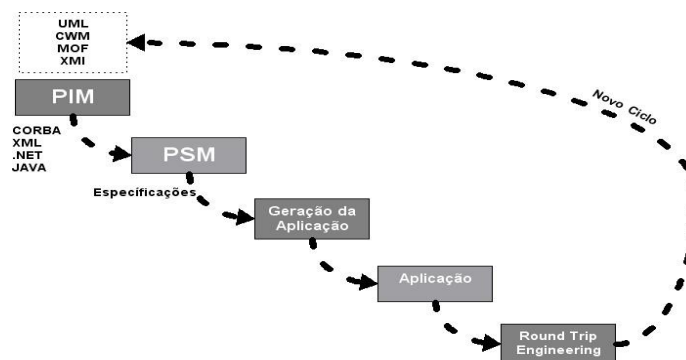 UML
CWM
MOF
XMI
PIM
CORBA
XML
.NET
JAVA
PSM
Específicações
Geração da
Aplicação
Aplicação
Round Trip
Engineering
Novo Ciclo